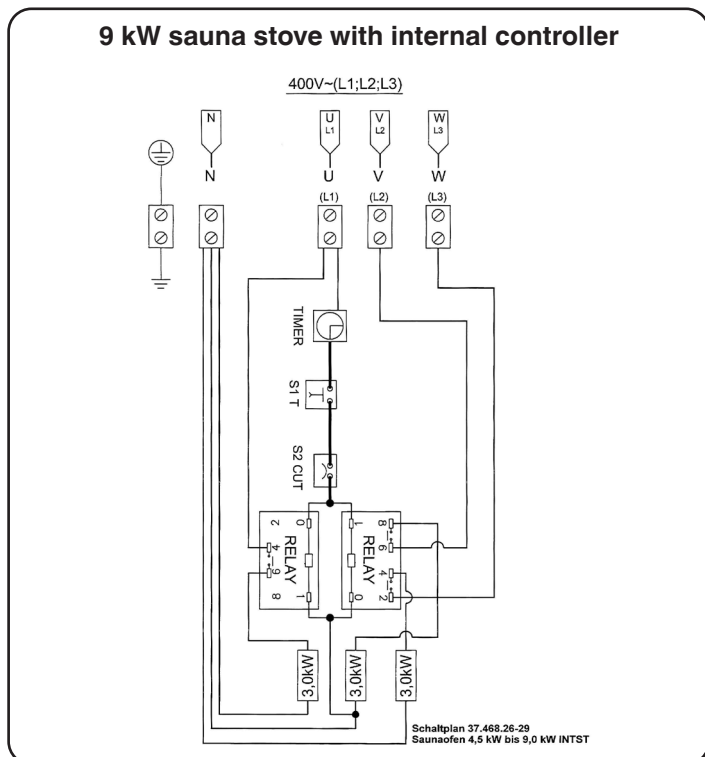 9 kW sauna stove with internal controller
400V~(L1;L2;L3)
N
U
L1
V
L2
W
L3
N
U
V
W
(L1)
(L2)
(L3)
TIMER
S1 T
S2 CUT
2
0
4
6
8
1
RELAY
1
8
6
4
0
2
RELAY
3,0kW
3,0kW
3,0kW
Schaltplan 37.468.26-29
Saunaofen 4,5 kW bis 9,0 kW INTST